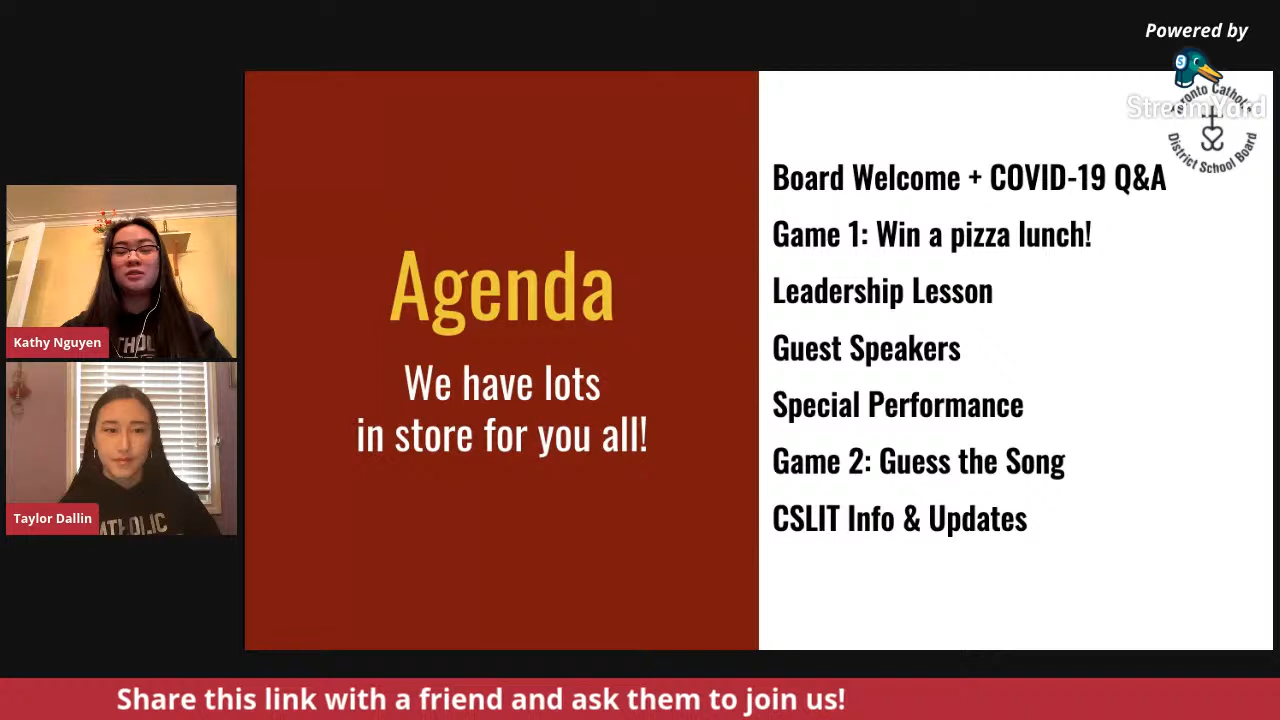 Powered by
S
StreamYard
Toronto Catholic
District School Board
Board Welcome + COVID-19 Q&A
Game 1: Win a pizza lunch!
Leadership Lesson
Guest Speakers
Special Performance
Game 2: Guess the Song
CSLIT Info & Updates
Agenda
We have lots
in store for you all!
THOL
Kathy Nguyen
ATHOLIC
Taylor Dallin
Share this link with a friend and ask them to join us!